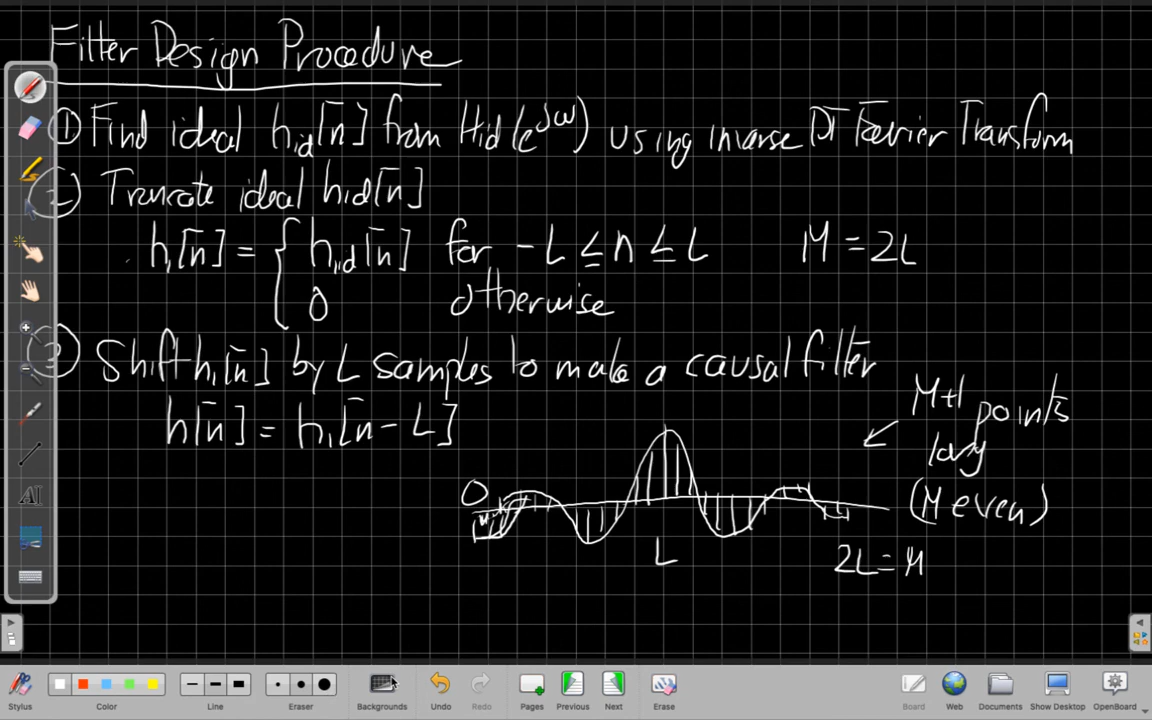 Filter Design Procedure
① Find ideal hid[n] from Hid(e^jω) using inverse DT Fourier Transform
② Truncate ideal hid[n]
h₁[n] = { hid[n] for -L ≤ n ≤ L M = 2L
0 otherwise
③ Shift h₁[n] by L samples to make a causal filter
h[n] = h₁[n - L]
M+1 points
long
(M even)
0
L
2L = M
Stylus Color Line Eraser Backgrounds Undo Redo Pages Previous Next Erase Board Web Documents Show Desktop OpenBoard